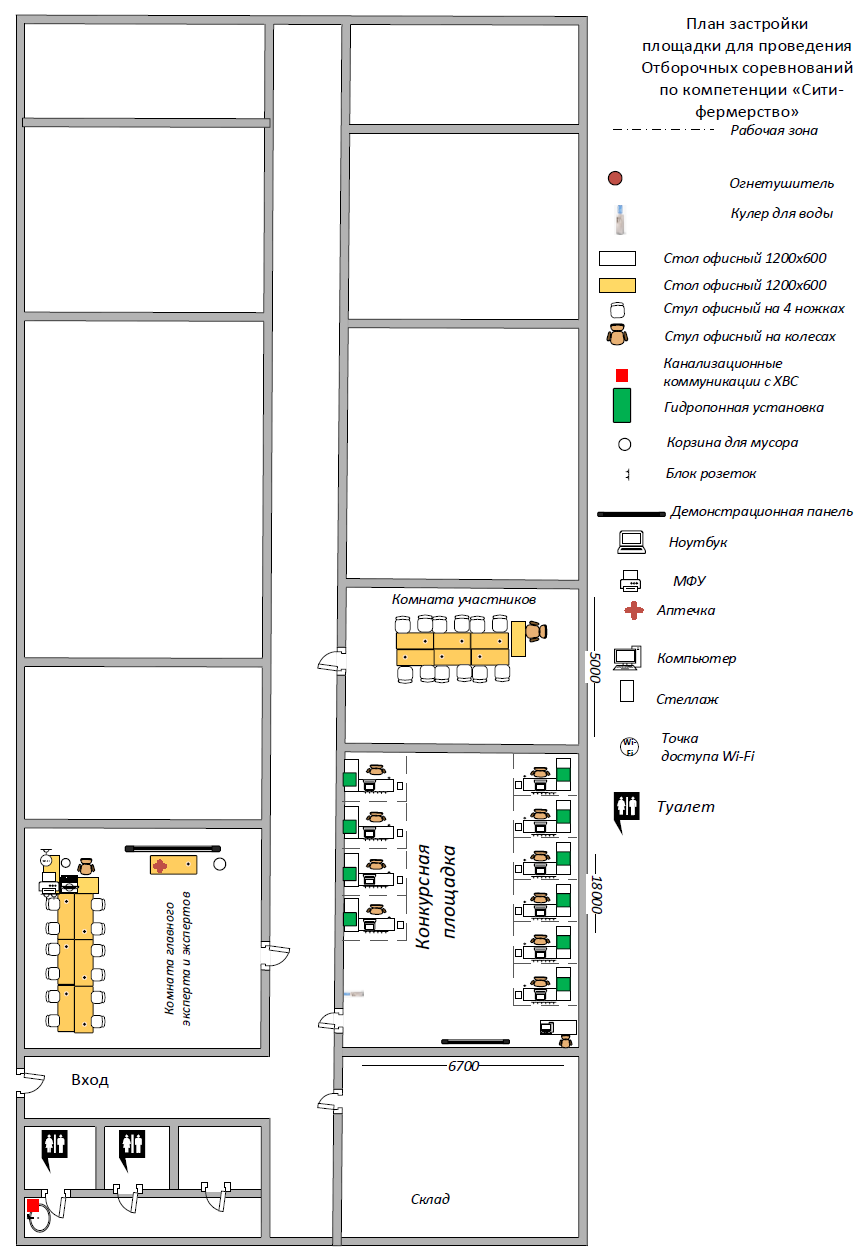 План застройки
площадки для проведения
Отборочных соревнований
по компетенции «Сити-
фермерство»
Рабочая зона
Огнетушитель
Кулер для воды
Стол офисный 1200х600
Стол офисный 1200х600
Стул офисный на 4 ножках
Стул офисный на колесах
Канализационные
коммуникации с ХВС
Гидропонная установка
Корзина для мусора
Блок розеток
Демонстрационная панель
Ноутбук
МФУ
Аптечка
Компьютер
Стеллаж
Wi-
Fi
Точка
доступа Wi-Fi
Туалет
Комната участников
5000
Конкурсная
площадка
18000
Комната главного
эксперта и экспертов
6700
Вход
Склад